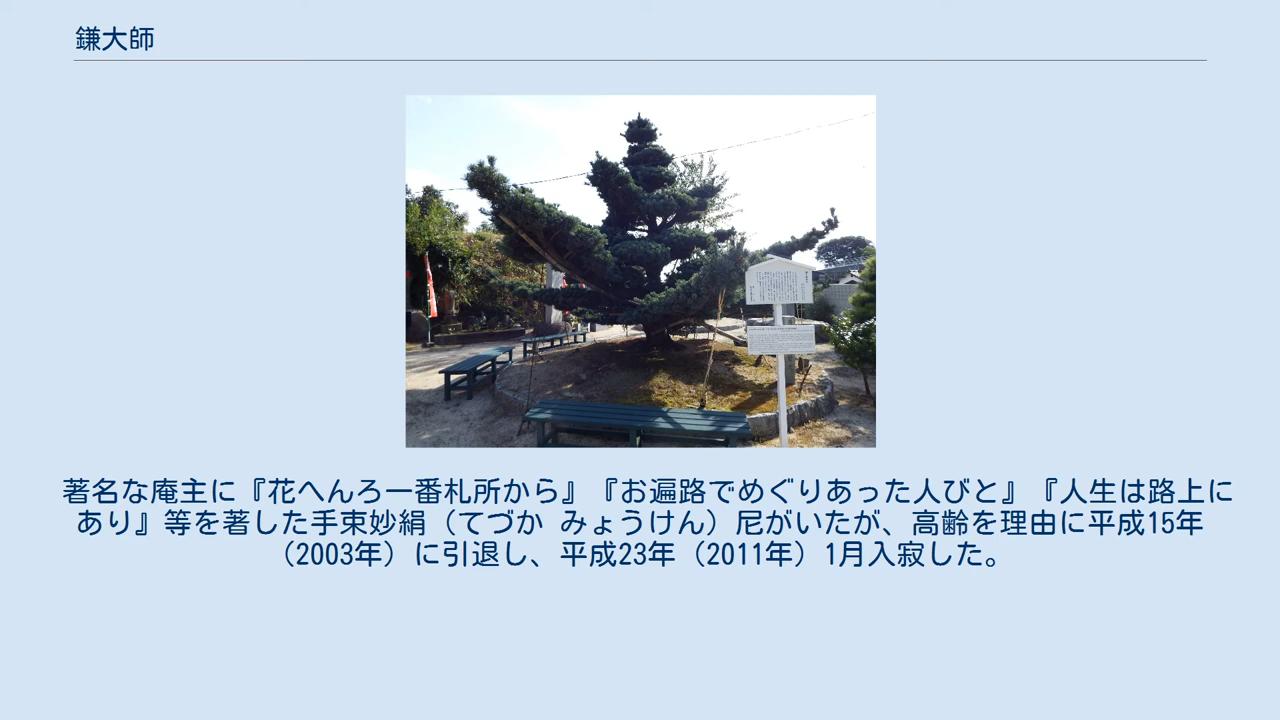 鎌大師
著名な庵主に『花へんろ一番札所から』『お遍路でめぐりあった人びと』『人生は路上に
あり』等を著した手束妙絹（てづか みょうけん）尼がいたが、高齢を理由に平成15年
（2003年）に引退し、平成23年（2011年）1月入寂した。